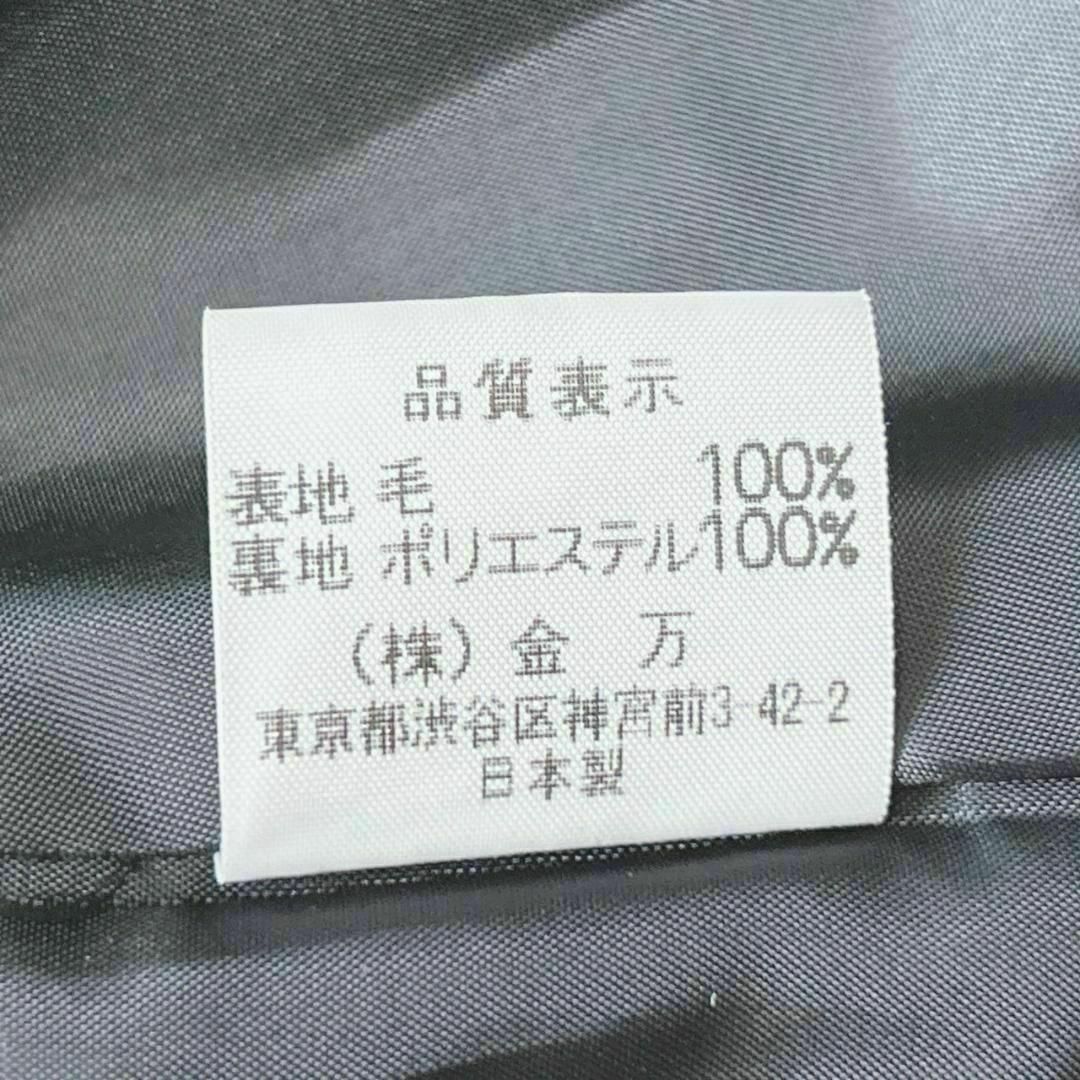 品質表示
表地 毛 100%
裏地 ポリエステル100%
(株)金 万
東京都渋谷区神宮前3-42-2
日本製